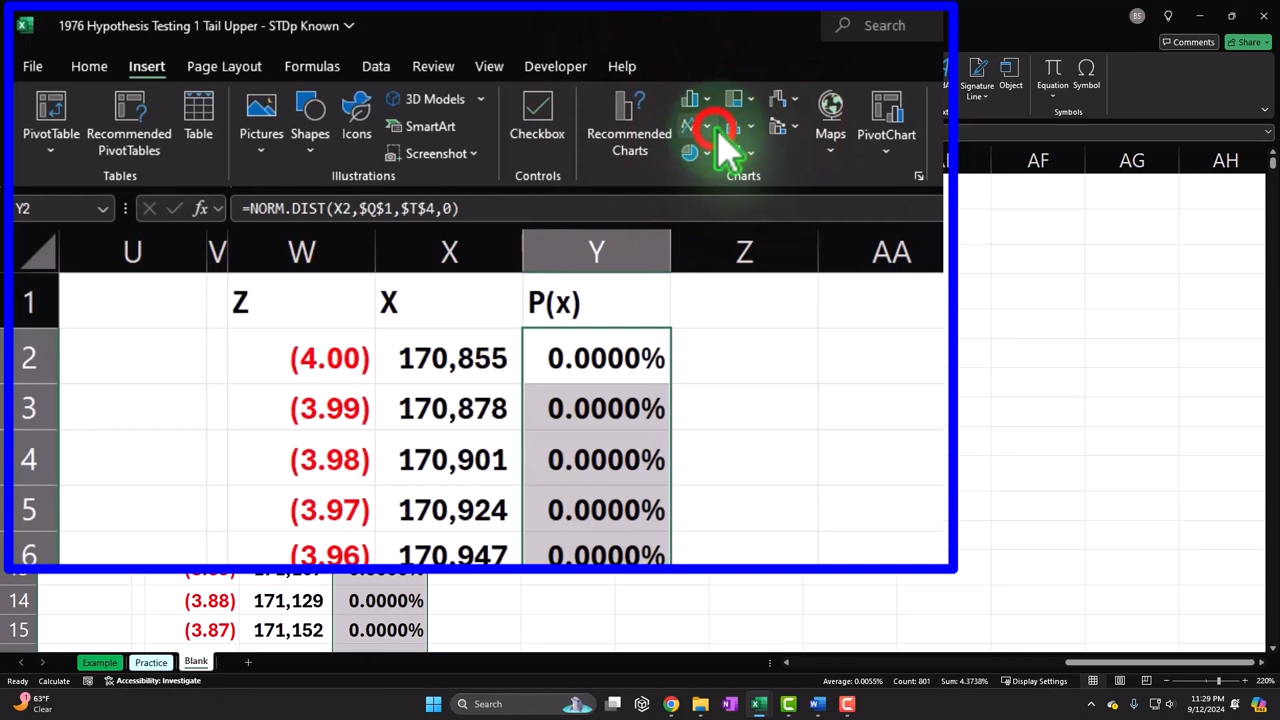 1976 Hypothesis Testing 1 Tail Upper - STDp Known
Search
BS
File Home Insert Page Layout Formulas Data Review View Developer Help
Comments Share
PivotTable Recommended PivotTables Table
Tables
Pictures Shapes Icons 3D Models SmartArt Screenshot
Illustrations
Checkbox
Controls
Recommended Charts
Maps PivotChart
Charts
Signature Line Object
Equation Symbol
Symbols
Y2 fx =NORM.DIST(X2,$Q$1,$T$4,0)
U V W X Y Z AA AF AG AH
1 Z X P(x)
2 (4.00) 170,855 0.0000%
3 (3.99) 170,878 0.0000%
4 (3.98) 170,901 0.0000%
5 (3.97) 170,924 0.0000%
6 (3.96) 170,947 0.0000%
14 (3.88) 171,129 0.0000%
15 (3.87) 171,152 0.0000%
Example Practice Blank +
Ready Calculate Accessibility: Investigate Average: 0.0055% Count: 801 Sum: 4.3738% Display Settings 220%
63°F
Clear
Search
11:29 PM
9/12/2024